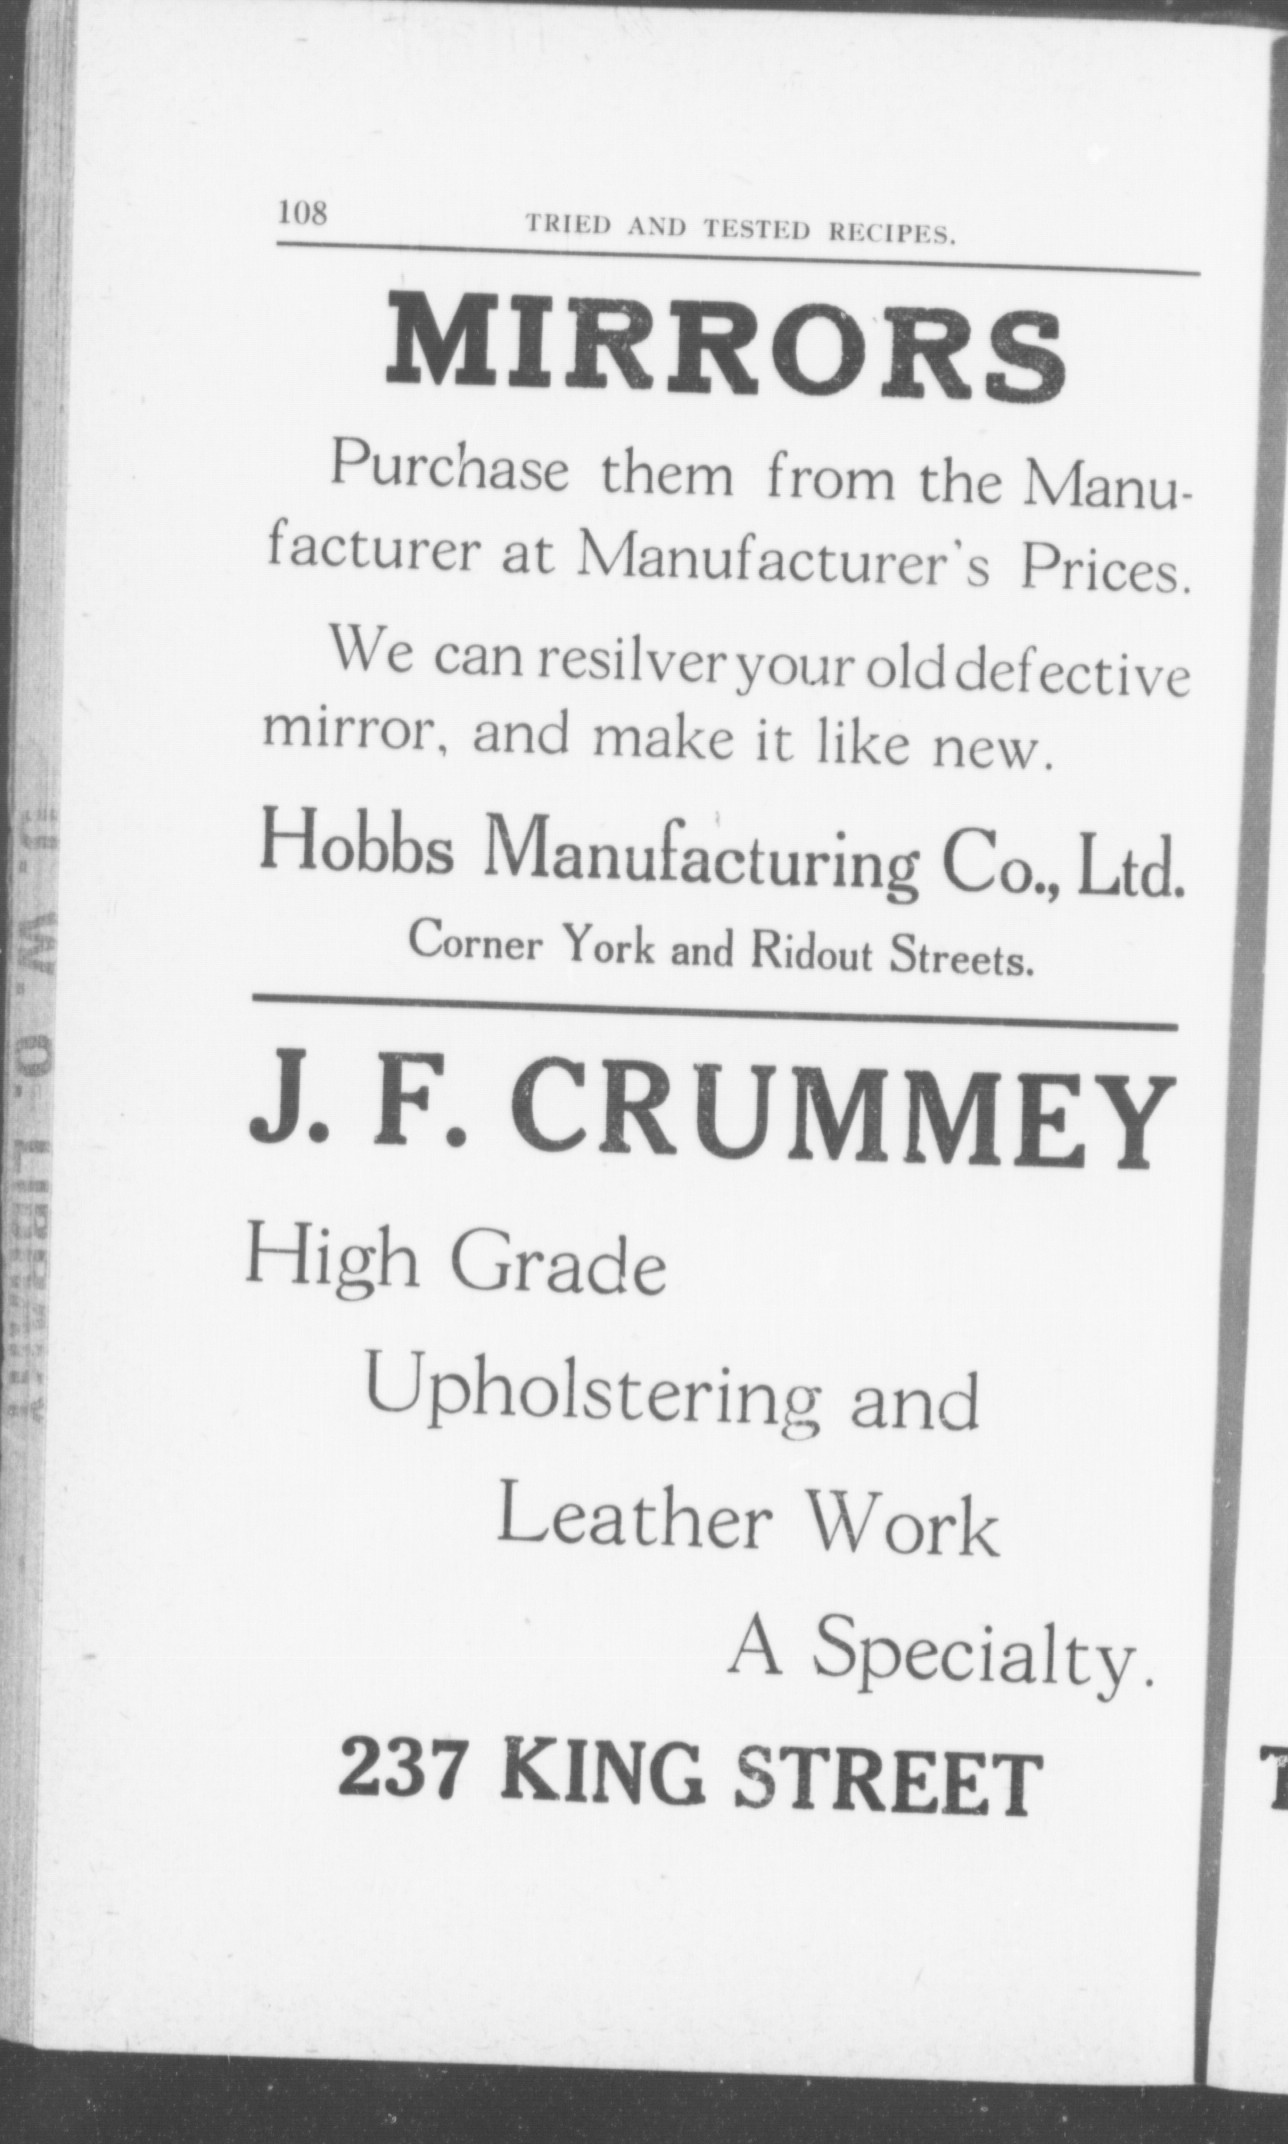 108 TRIED AND TESTED RECIPES.
MIRRORS
Purchase them from the Manu-
facturer at Manufacturer's Prices.
We can resilver your old defective
mirror, and make it like new.
Hobbs Manufacturing Co., Ltd.
Corner York and Ridout Streets.
J. F. CRUMMEY
High Grade
Upholstering and
Leather Work
A Specialty.
237 KING STREET
U. W. O. LIBRARY